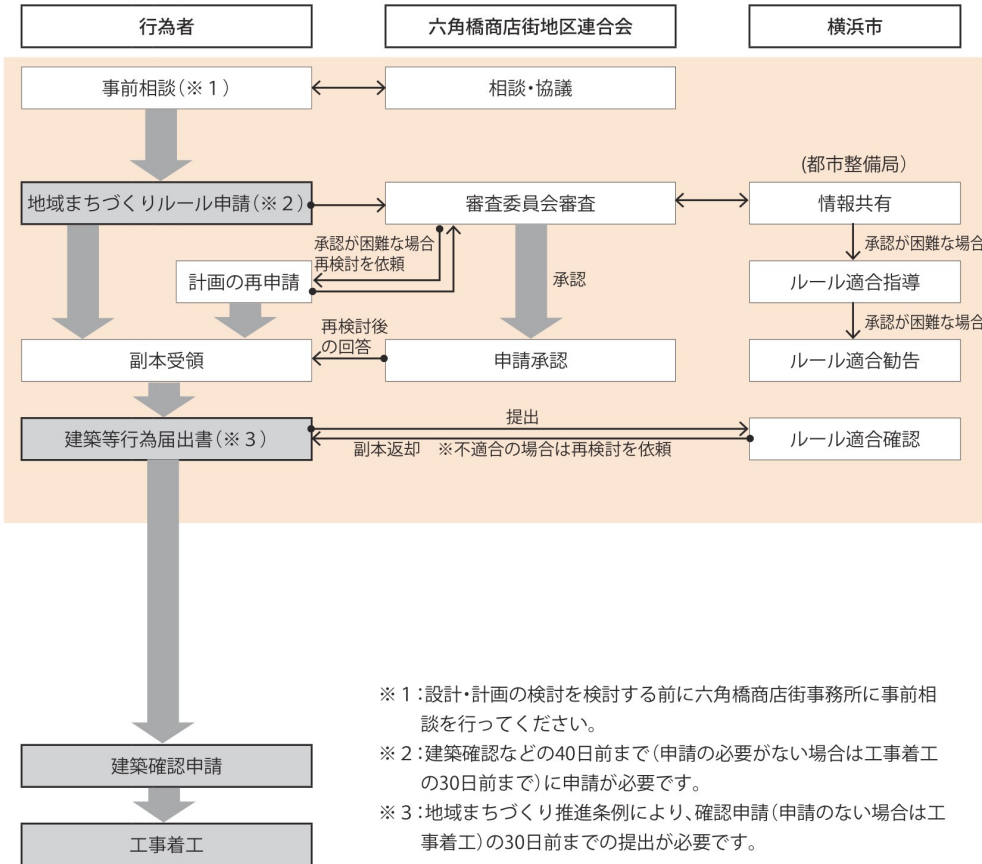 行為者
六角橋商店街地区連合会
横浜市
事前相談(※1)
相談・協議
(都市整備局)
地域まちづくりルール申請(※2)
審査委員会審査
情報共有
承認が困難な場合
再検討を依頼
承認が困難な場合
計画の再申請
承認
ルール適合指導
再検討後
の回答
承認が困難な場合
副本受領
申請承認
ルール適合勧告
提出
建築等行為届出書(※3)
ルール適合確認
副本返却 ※不適合の場合は再検討を依頼
※1:設計・計画の検討を検討する前に六角橋商店街事務所に事前相
談を行ってください。
※2:建築確認などの40日前まで(申請の必要がない場合は工事着工
の30日前まで)に申請が必要です。
※3:地域まちづくり推進条例により、確認申請(申請のない場合は工
事着工)の30日前までの提出が必要です。
建築確認申請
工事着工